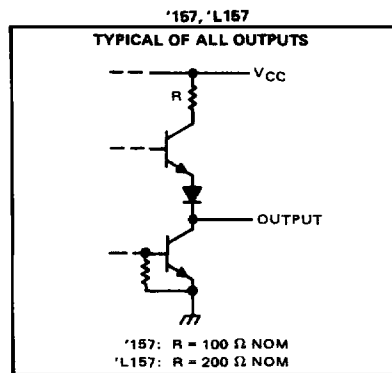 '157, 'L157
TYPICAL OF ALL OUTPUTS
VCC
R
OUTPUT
'157: R = 100 Ω NOM
'L157: R = 200 Ω NOM